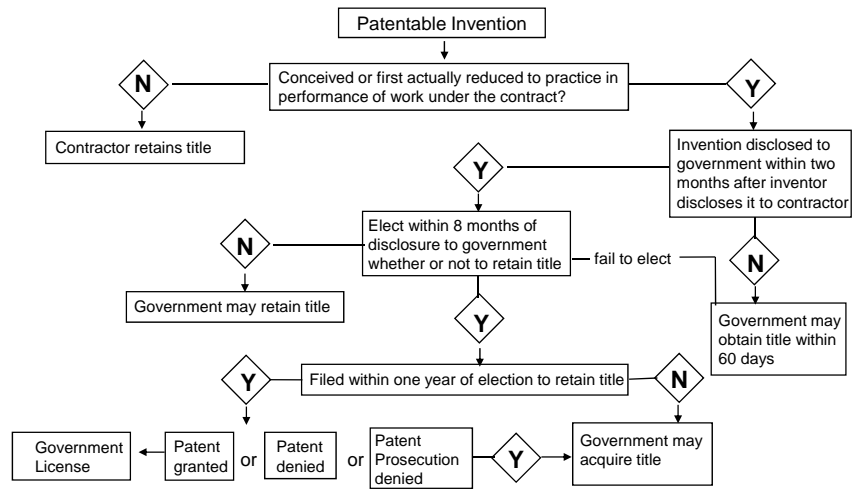 Patentable Invention
N
Conceived or first actually reduced to practice in
performance of work under the contract?
Y
Contractor retains title
Invention disclosed to
government within two
months after inventor
discloses it to contractor
Y
Elect within 8 months of
disclosure to government
whether or not to retain title
N
fail to elect
N
Government may retain title
Y
Government may
obtain title within
60 days
Y
Filed within one year of election to retain title
N
Government
License
Patent
granted
or
Patent
denied
or
Patent
Prosecution
denied
Y
Government may
acquire title